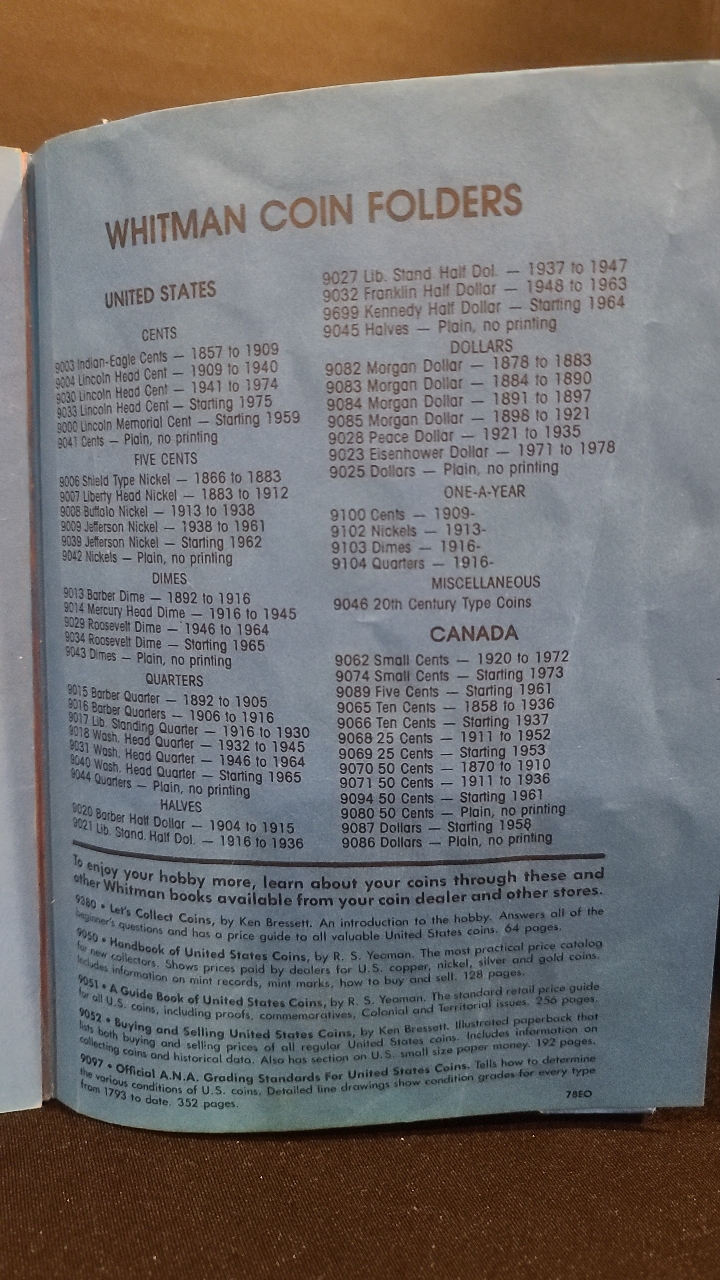 WHITMAN COIN FOLDERS
UNITED STATES
CENTS
9003 Indian-Eagle Cents — 1857 to 1909
9004 Lincoln Head Cent — 1909 to 1940
9030 Lincoln Head Cent — 1941 to 1974
9033 Lincoln Head Cent — Starting 1975
9000 Lincoln Memorial Cent — Starting 1959
9041 Cents — Plain, no printing
FIVE CENTS
9006 Shield Type Nickel — 1866 to 1883
9007 Liberty Head Nickel — 1883 to 1912
9008 Buffalo Nickel — 1913 to 1938
9009 Jefferson Nickel — 1938 to 1961
9039 Jefferson Nickel — Starting 1962
9042 Nickels — Plain, no printing
DIMES
9013 Barber Dime — 1892 to 1916
9014 Mercury Head Dime — 1916 to 1945
9029 Roosevelt Dime — 1946 to 1964
9034 Roosevelt Dime — Starting 1965
9043 Dimes — Plain, no printing
QUARTERS
9015 Barber Quarter — 1892 to 1905
9016 Barber Quarters — 1906 to 1916
9017 Lib. Standing Quarter — 1916 to 1930
9018 Wash. Head Quarter — 1932 to 1945
9031 Wash. Head Quarter — 1946 to 1964
9040 Wash. Head Quarter — Starting 1965
9044 Quarters — Plain, no printing
HALVES
9020 Barber Half Dollar — 1904 to 1915
9021 Lib. Stand. Half Dol. — 1916 to 1936
9027 Lib. Stand. Half Dol. — 1937 to 1947
9032 Franklin Half Dollar — 1948 to 1963
9699 Kennedy Half Dollar — Starting 1964
9045 Halves — Plain, no printing
DOLLARS
9082 Morgan Dollar — 1878 to 1883
9083 Morgan Dollar — 1884 to 1890
9084 Morgan Dollar — 1891 to 1897
9085 Morgan Dollar — 1898 to 1921
9028 Peace Dollar — 1921 to 1935
9023 Eisenhower Dollar — 1971 to 1978
9025 Dollars — Plain, no printing
ONE-A-YEAR
9100 Cents — 1909-
9102 Nickels — 1913-
9103 Dimes — 1916-
9104 Quarters — 1916-
MISCELLANEOUS
9046 20th Century Type Coins
CANADA
9062 Small Cents — 1920 to 1972
9074 Small Cents — Starting 1973
9089 Five Cents — Starting 1961
9065 Ten Cents — 1858 to 1936
9066 Ten Cents — Starting 1937
9068 25 Cents — 1911 to 1952
9069 25 Cents — Starting 1953
9070 50 Cents — 1870 to 1910
9071 50 Cents — 1911 to 1936
9094 50 Cents — Starting 1961
9080 50 Cents — Plain, no printing
9087 Dollars — Starting 1958
9086 Dollars — Plain, no printing
To enjoy your hobby more, learn about your coins through these and
other Whitman books available from your coin dealer and other stores.
9380 • Let's Collect Coins, by Ken Bressett. An introduction to the hobby. Answers all of the
beginner's questions and has a price guide to all valuable United States coins. 64 pages.
9050 • Handbook of United States Coins, by R. S. Yeoman. The most practical price catalog
for new collectors. Shows prices paid by dealers for U.S. copper, nickel, silver and gold coins.
Includes information on mint records, mint marks, how to buy and sell. 128 pages.
9051 • A Guide Book of United States Coins, by R. S. Yeoman. The standard retail price guide
for all U.S. coins, including proofs, commemoratives, Colonial and Territorial issues. 256 pages.
9052 • Buying and Selling United States Coins, by Ken Bressett. Illustrated paperback that
lists both buying and selling prices of all regular United States coins. Includes information on
collecting coins and historical data. Also has section on U.S. small size paper money. 192 pages.
9097 • Official A.N.A. Grading Standards For United States Coins. Tells how to determine
the various conditions of U.S. coins. Detailed line drawings show condition grades for every type
from 1793 to date. 352 pages.
78EO